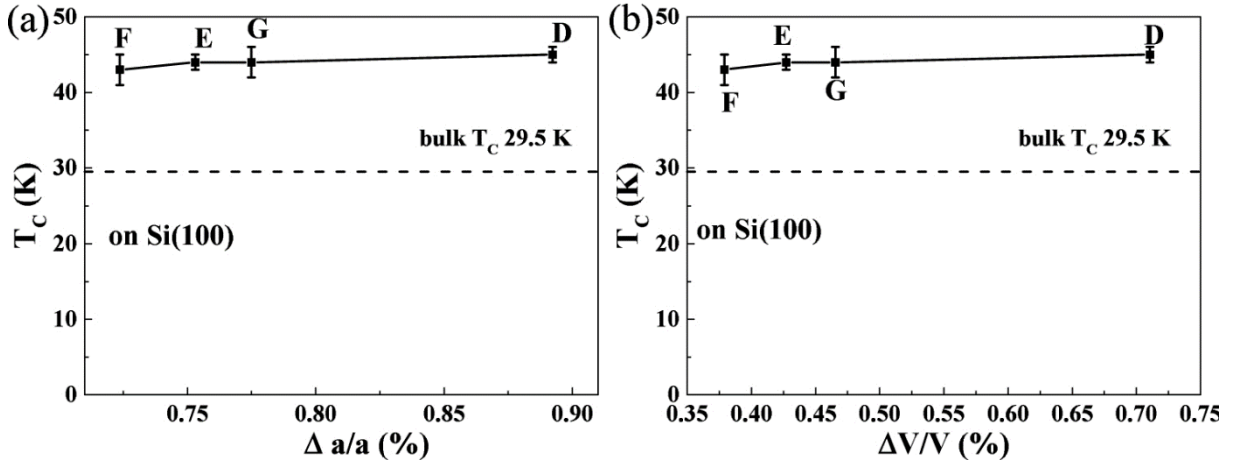 (a)
50
40
30
20
10
0
T_C (K)
F
E
G
D
bulk T_C 29.5 K
on Si(100)
0.75
0.80
0.85
0.90
Δ a/a (%)
(b)
50
40
30
20
10
0
T_C (K)
E
D
F
G
bulk T_C 29.5 K
on Si(100)
0.35
0.40
0.45
0.50
0.55
0.60
0.65
0.70
0.75
ΔV/V (%)